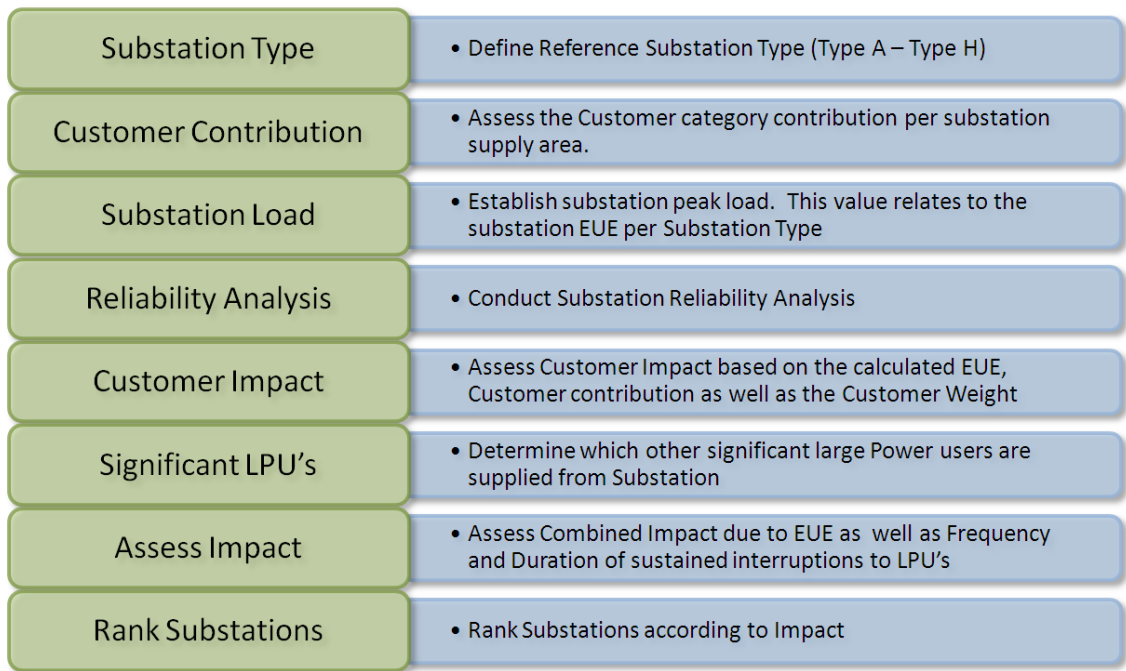 Substation Type
• Define Reference Substation Type (Type A – Type H)
Customer Contribution
• Assess the Customer category contribution per substation
supply area.
Substation Load
• Establish substation peak load.  This value relates to the
substation EUE per Substation Type
Reliability Analysis
• Conduct Substation Reliability Analysis
Customer Impact
• Assess Customer Impact based on the calculated EUE,
Customer contribution as well as the Customer Weight
Significant LPU's
• Determine which other significant large Power users are
supplied from Substation
Assess Impact
• Assess Combined Impact due to EUE as  well as Frequency
and Duration of sustained interruptions to LPU's
Rank Substations
• Rank Substations according to Impact